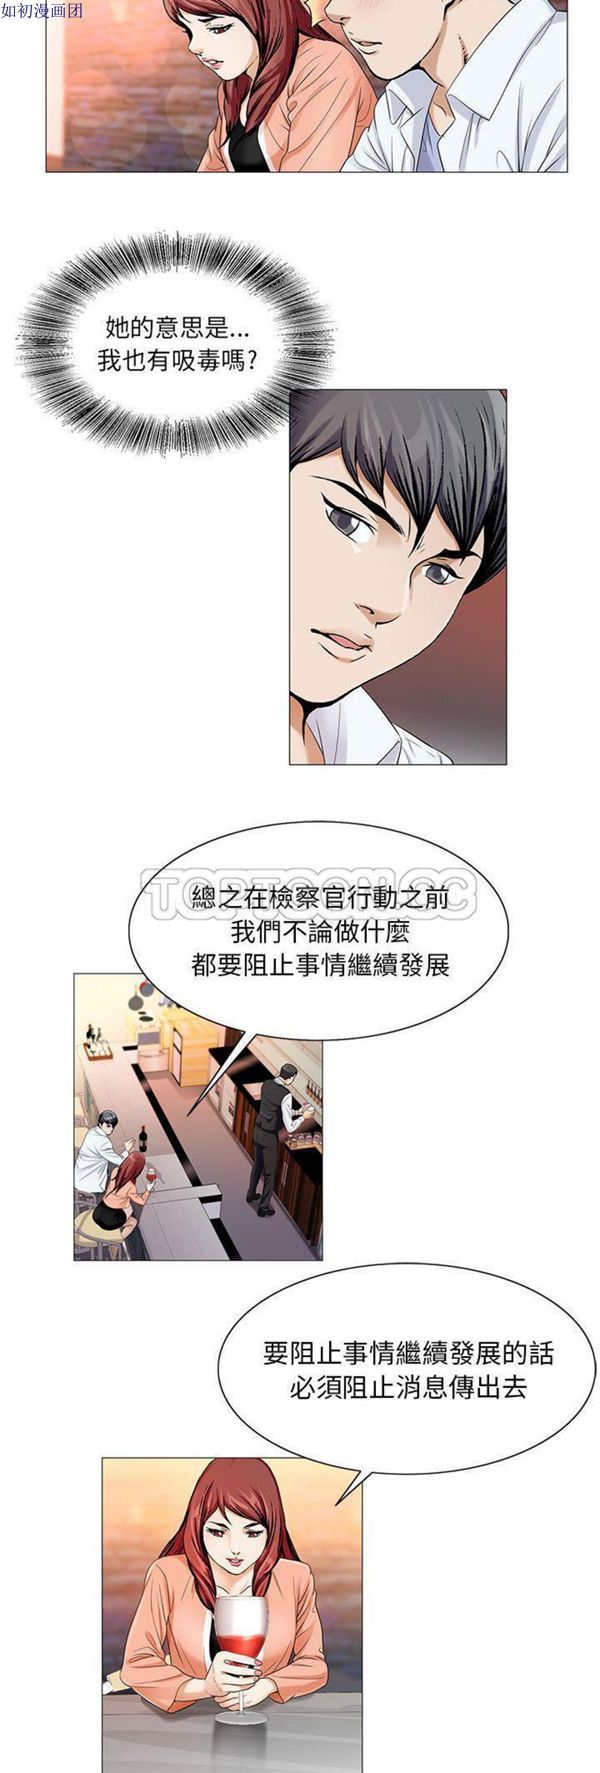 如初漫画团
她的意思是...
我也有吸毒嗎?
TOPTOON.CC
總之在檢察官行動之前
我們不論做什麼
都要阻止事情繼續發展
要阻止事情繼續發展的話
必須阻止消息傳出去